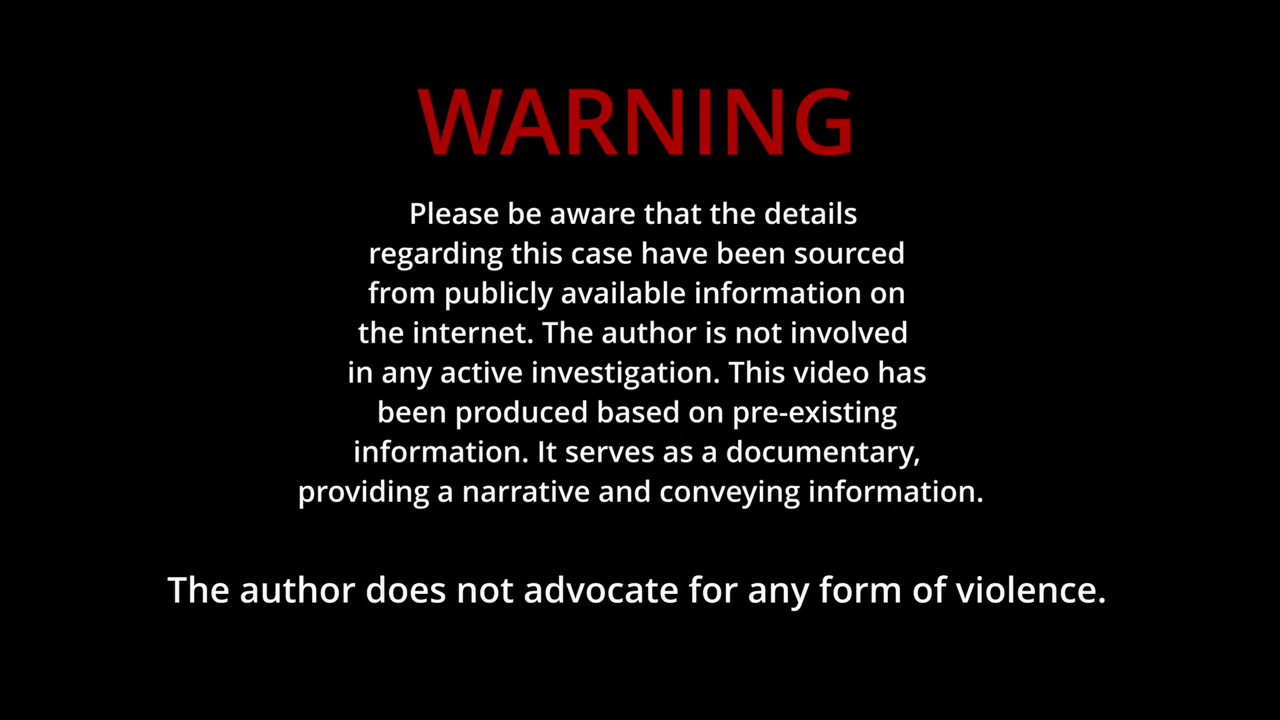 WARNING
Please be aware that the details
regarding this case have been sourced
from publicly available information on
the internet. The author is not involved
in any active investigation. This video has
been produced based on pre-existing
information. It serves as a documentary,
providing a narrative and conveying information.
The author does not advocate for any form of violence.